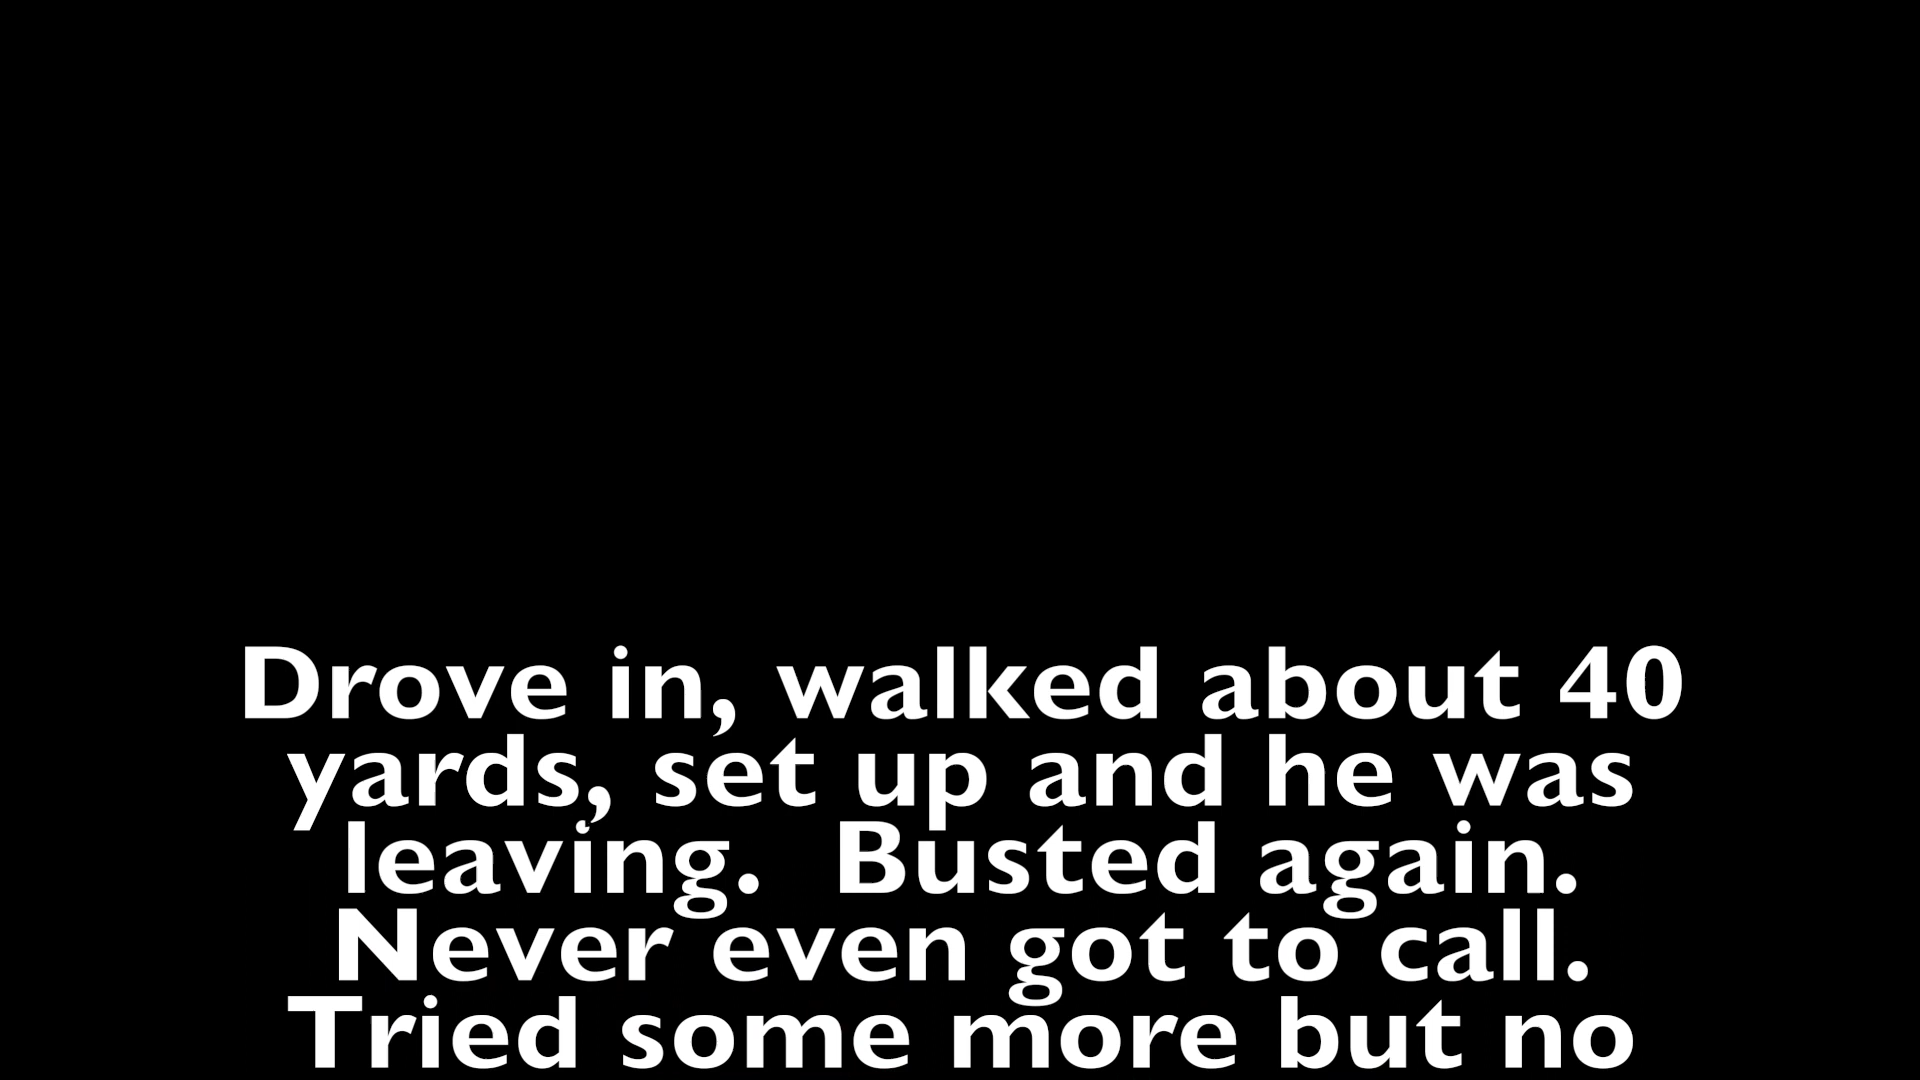 Drove in, walked about 40
yards, set up and he was
leaving.  Busted again.
Never even got to call.
Tried some more but no